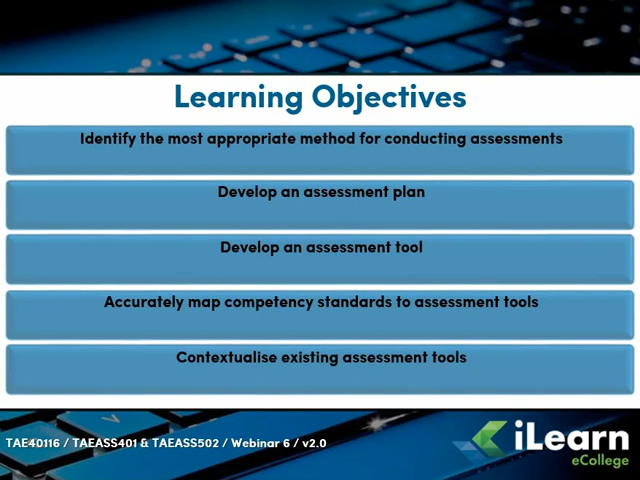 Learning Objectives
Identify the most appropriate method for conducting assessments
Develop an assessment plan
Develop an assessment tool
Accurately map competency standards to assessment tools
Contextualise existing assessment tools
TAE40116 / TAEASS401 & TAEASS502 / Webinar 6 / v2.0
iLearn
eCollege